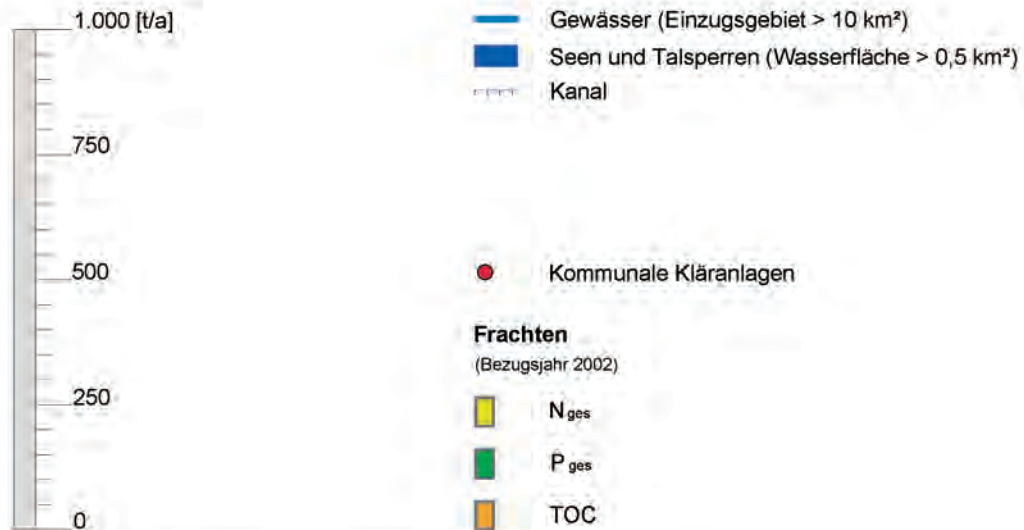 1.000 [t/a]
750
500
250
0
Gewässer (Einzugsgebiet > 10 km²)
Seen und Talsperren (Wasserfläche > 0,5 km²)
Kanal
Kommunale Kläranlagen
Frachten
(Bezugsjahr 2002)
N ges
P ges
TOC